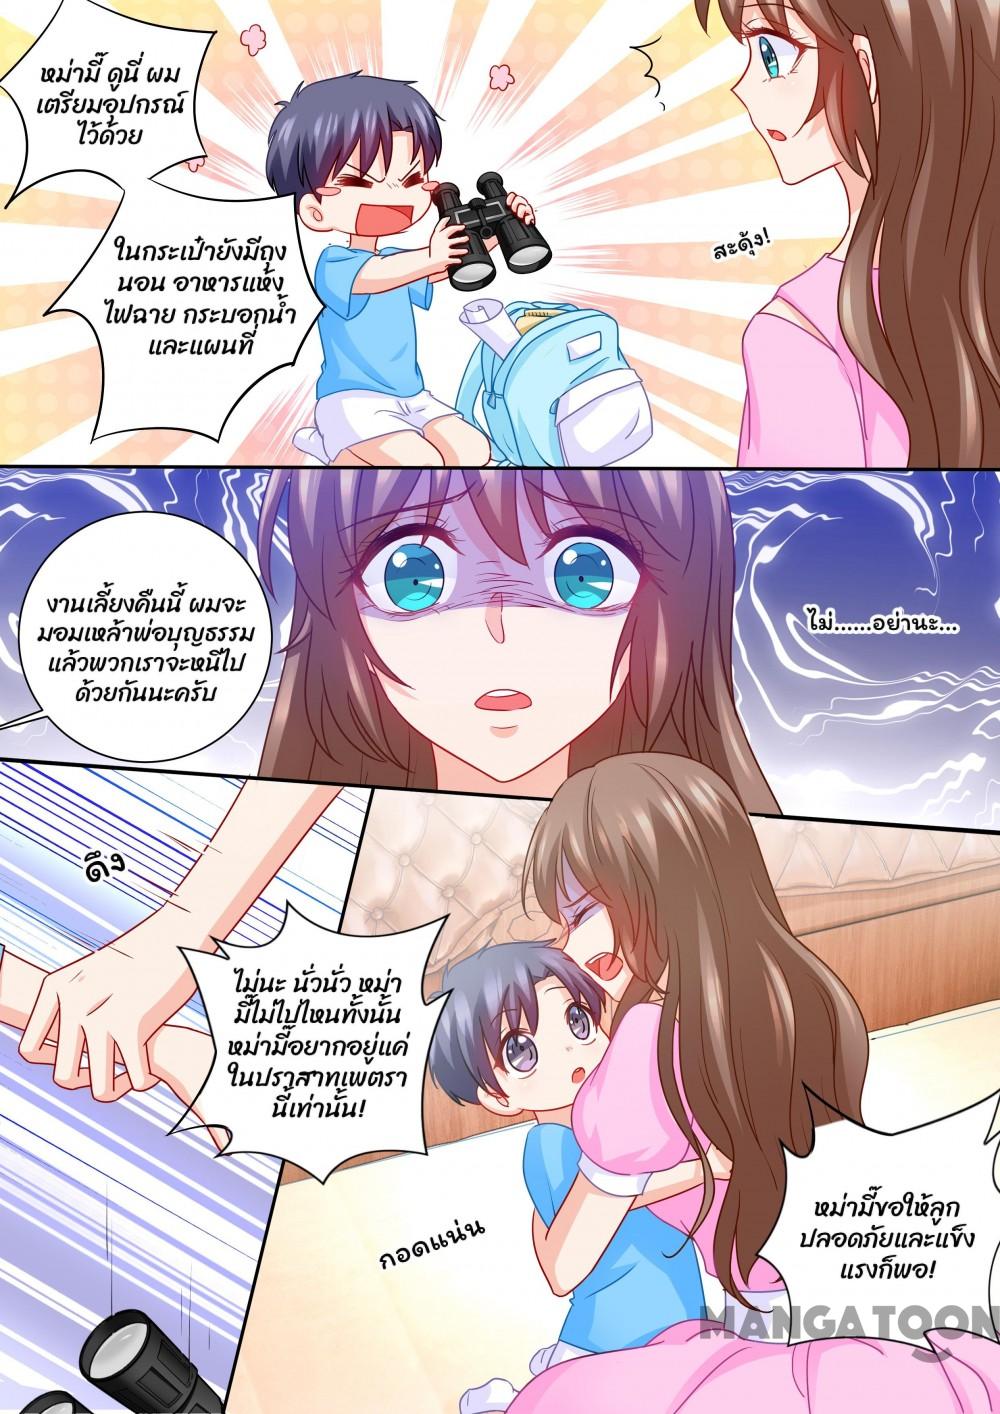 หม่ามี๊ ดูนี่ ผม
เตรียมอุปกรณ์
ไว้ด้วย
ในกระเป๋ายังมีถุง
นอน อาหารแห้ง
ไฟฉาย กระบอกน้ำ
และแผนที่
สะดุ้ง!
งานเลี้ยงคืนนี้ ผมจะ
มอมเหล้าพ่อบุญธรรม
แล้วพวกเราจะหนีไป
ด้วยกันนะครับ
ไม่......อย่านะ...
ดึง
ไม่นะ นั่วนั่ว หม่า
มี๊ไม่ไปไหนทั้งนั้น
หม่ามี๊อยากอยู่แค่
ในปราสาทเพตรา
นี้เท่านั้น!
กอดแน่น
หม่ามี๊ขอให้ลูก
ปลอดภัยและแข็ง
แรงก็พอ!
MANGATOON